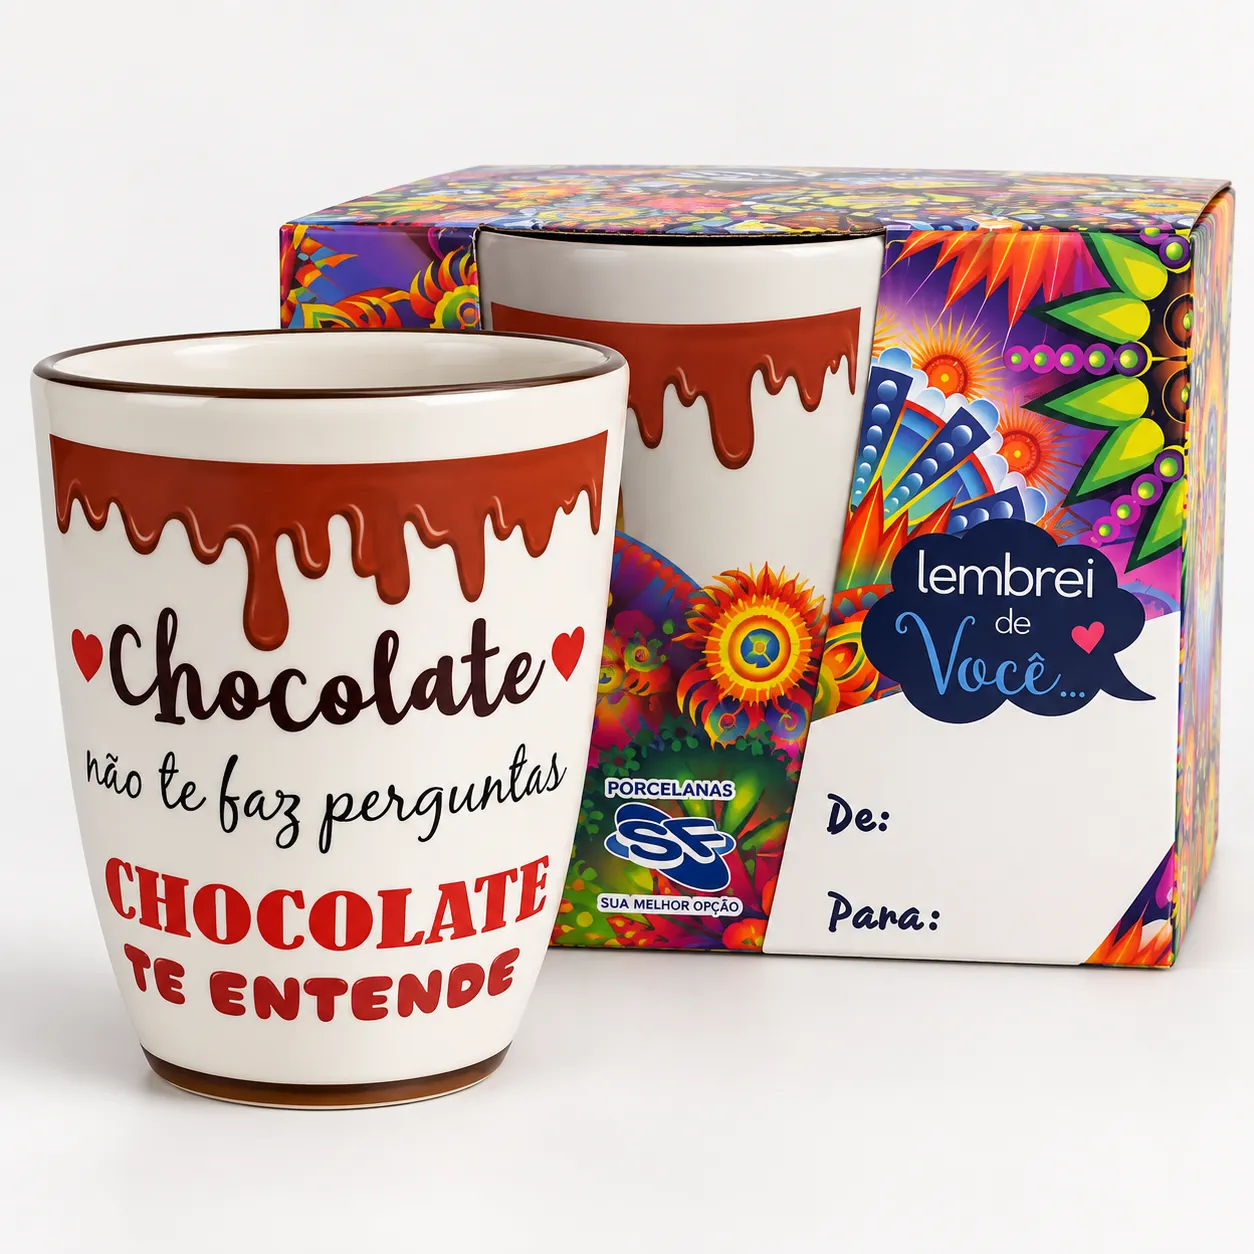 Chocolate
não te faz perguntas
CHOCOLATE
TE ENTENDE
lembrei
de
Você...
PORCELANAS
SF
SUA MELHOR OPÇÃO
De:
Para: